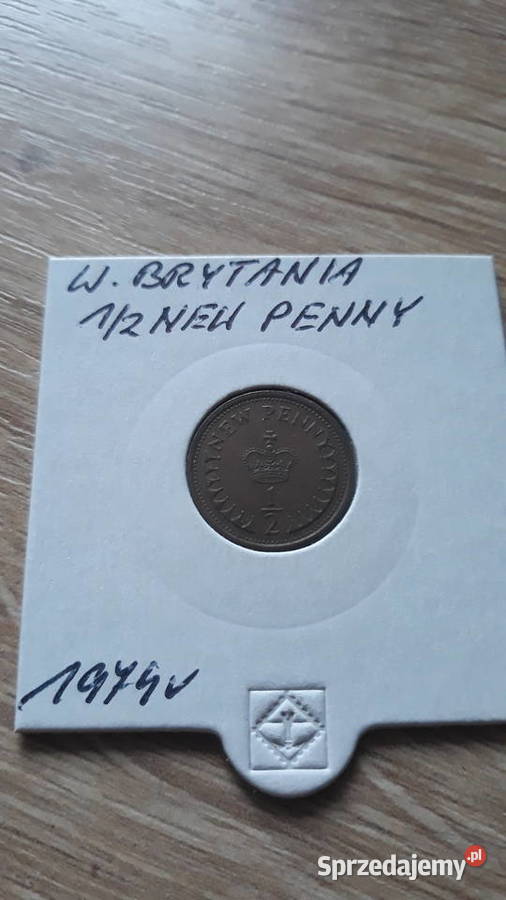 W. BRYTANIA
1/2 NEW PENNY
NEW PENNY
1/2
1974r
Sprzedajemy.pl